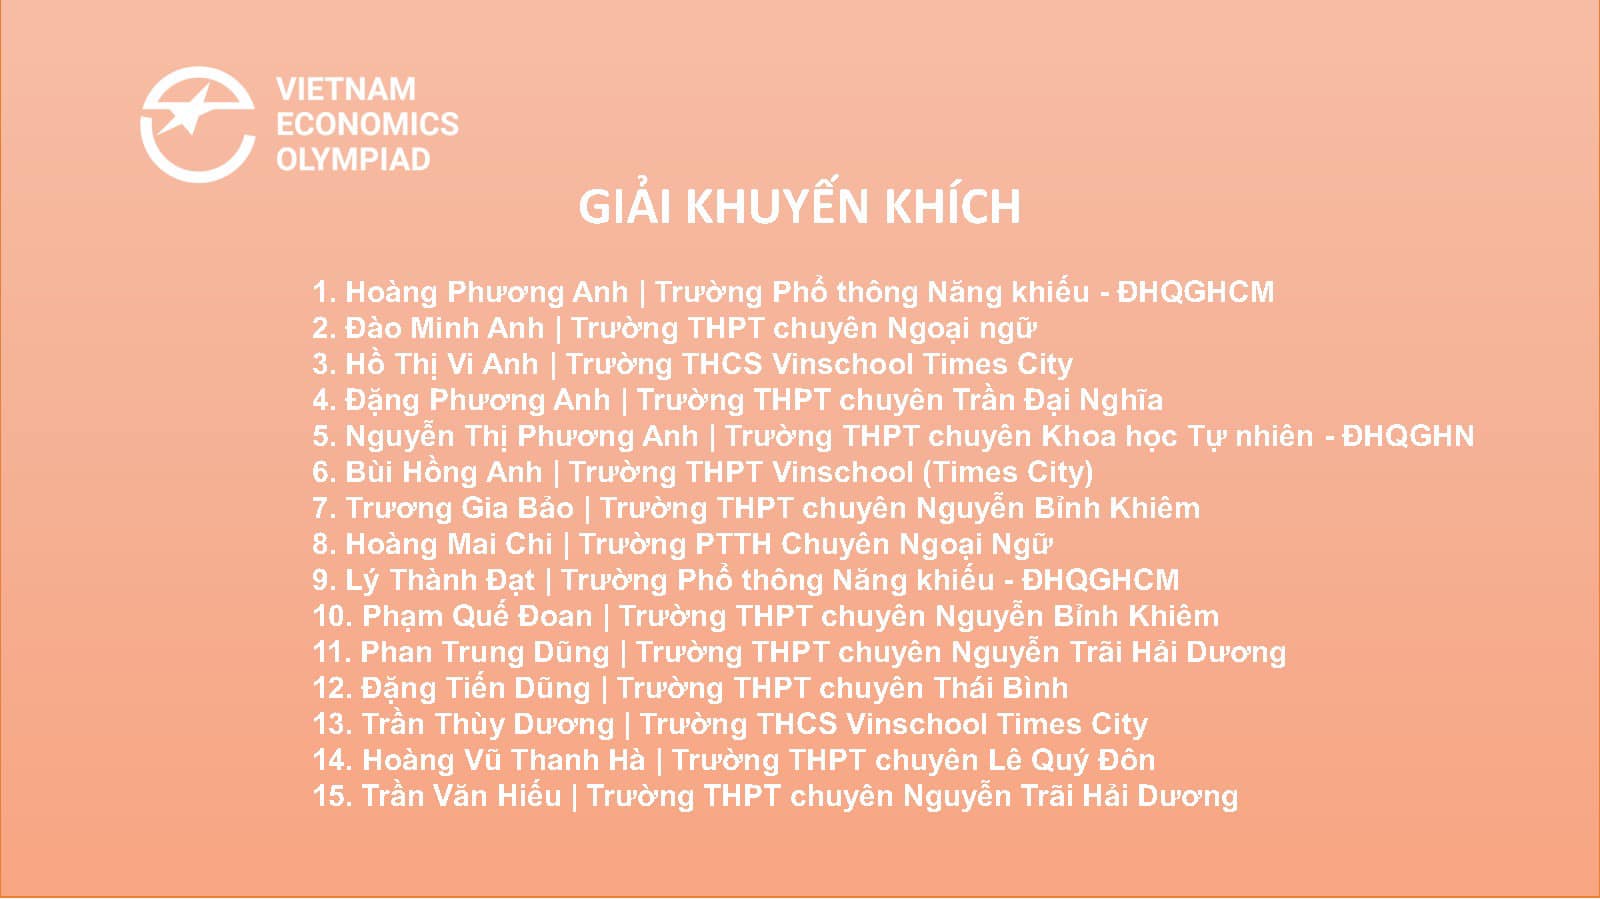 VIETNAM
ECONOMICS
OLYMPIAD
GIẢI KHUYẾN KHÍCH
1. Hoàng Phương Anh | Trường Phổ thông Năng khiếu - ĐHQGHCM
2. Đào Minh Anh | Trường THPT chuyên Ngoại ngữ
3. Hồ Thị Vi Anh | Trường THCS Vinschool Times City
4. Đặng Phương Anh | Trường THPT chuyên Trần Đại Nghĩa
5. Nguyễn Thị Phương Anh | Trường THPT chuyên Khoa học Tự nhiên - ĐHQGHN
6. Bùi Hồng Anh | Trường THPT Vinschool (Times City)
7. Trương Gia Bảo | Trường THPT chuyên Nguyễn Bỉnh Khiêm
8. Hoàng Mai Chi | Trường PTTH Chuyên Ngoại Ngữ
9. Lý Thành Đạt | Trường Phổ thông Năng khiếu - ĐHQGHCM
10. Phạm Quế Đoan | Trường THPT chuyên Nguyễn Bỉnh Khiêm
11. Phan Trung Dũng | Trường THPT chuyên Nguyễn Trãi Hải Dương
12. Đặng Tiến Dũng | Trường THPT chuyên Thái Bình
13. Trần Thùy Dương | Trường THCS Vinschool Times City
14. Hoàng Vũ Thanh Hà | Trường THPT chuyên Lê Quý Đôn
15. Trần Văn Hiếu | Trường THPT chuyên Nguyễn Trãi Hải Dương